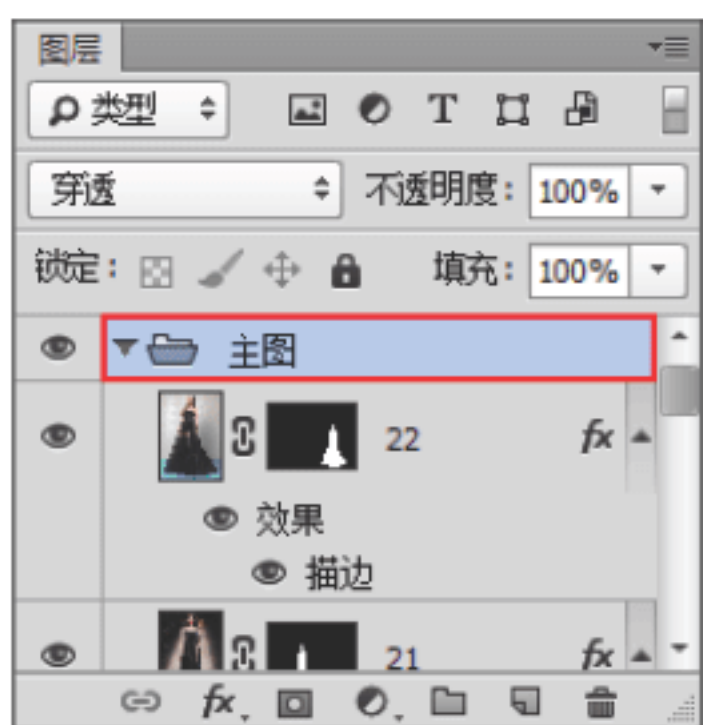 图层
类型 T
穿透 不透明度: 100%
锁定: 填充: 100%
主图
22 fx
效果
描边
21 fx
fx.